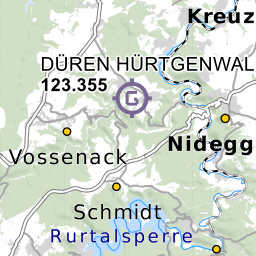 Kreuz
DÜREN HÜRTGENWAL
123.355
G
Vossenack
Nidegg
Schmidt
Rurtalsperre